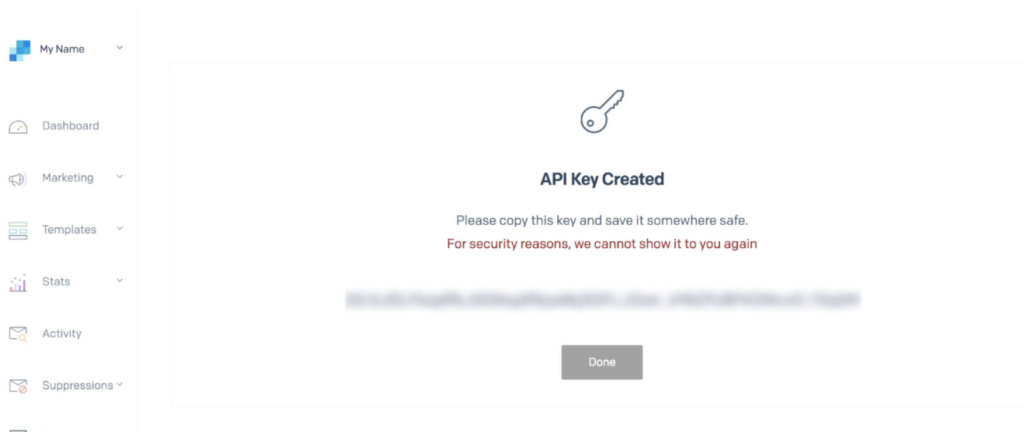 My Name
Dashboard
Marketing
Templates
Stats
Activity
Suppressions
API Key Created
Please copy this key and save it somewhere safe.
For security reasons, we cannot show it to you again
Done